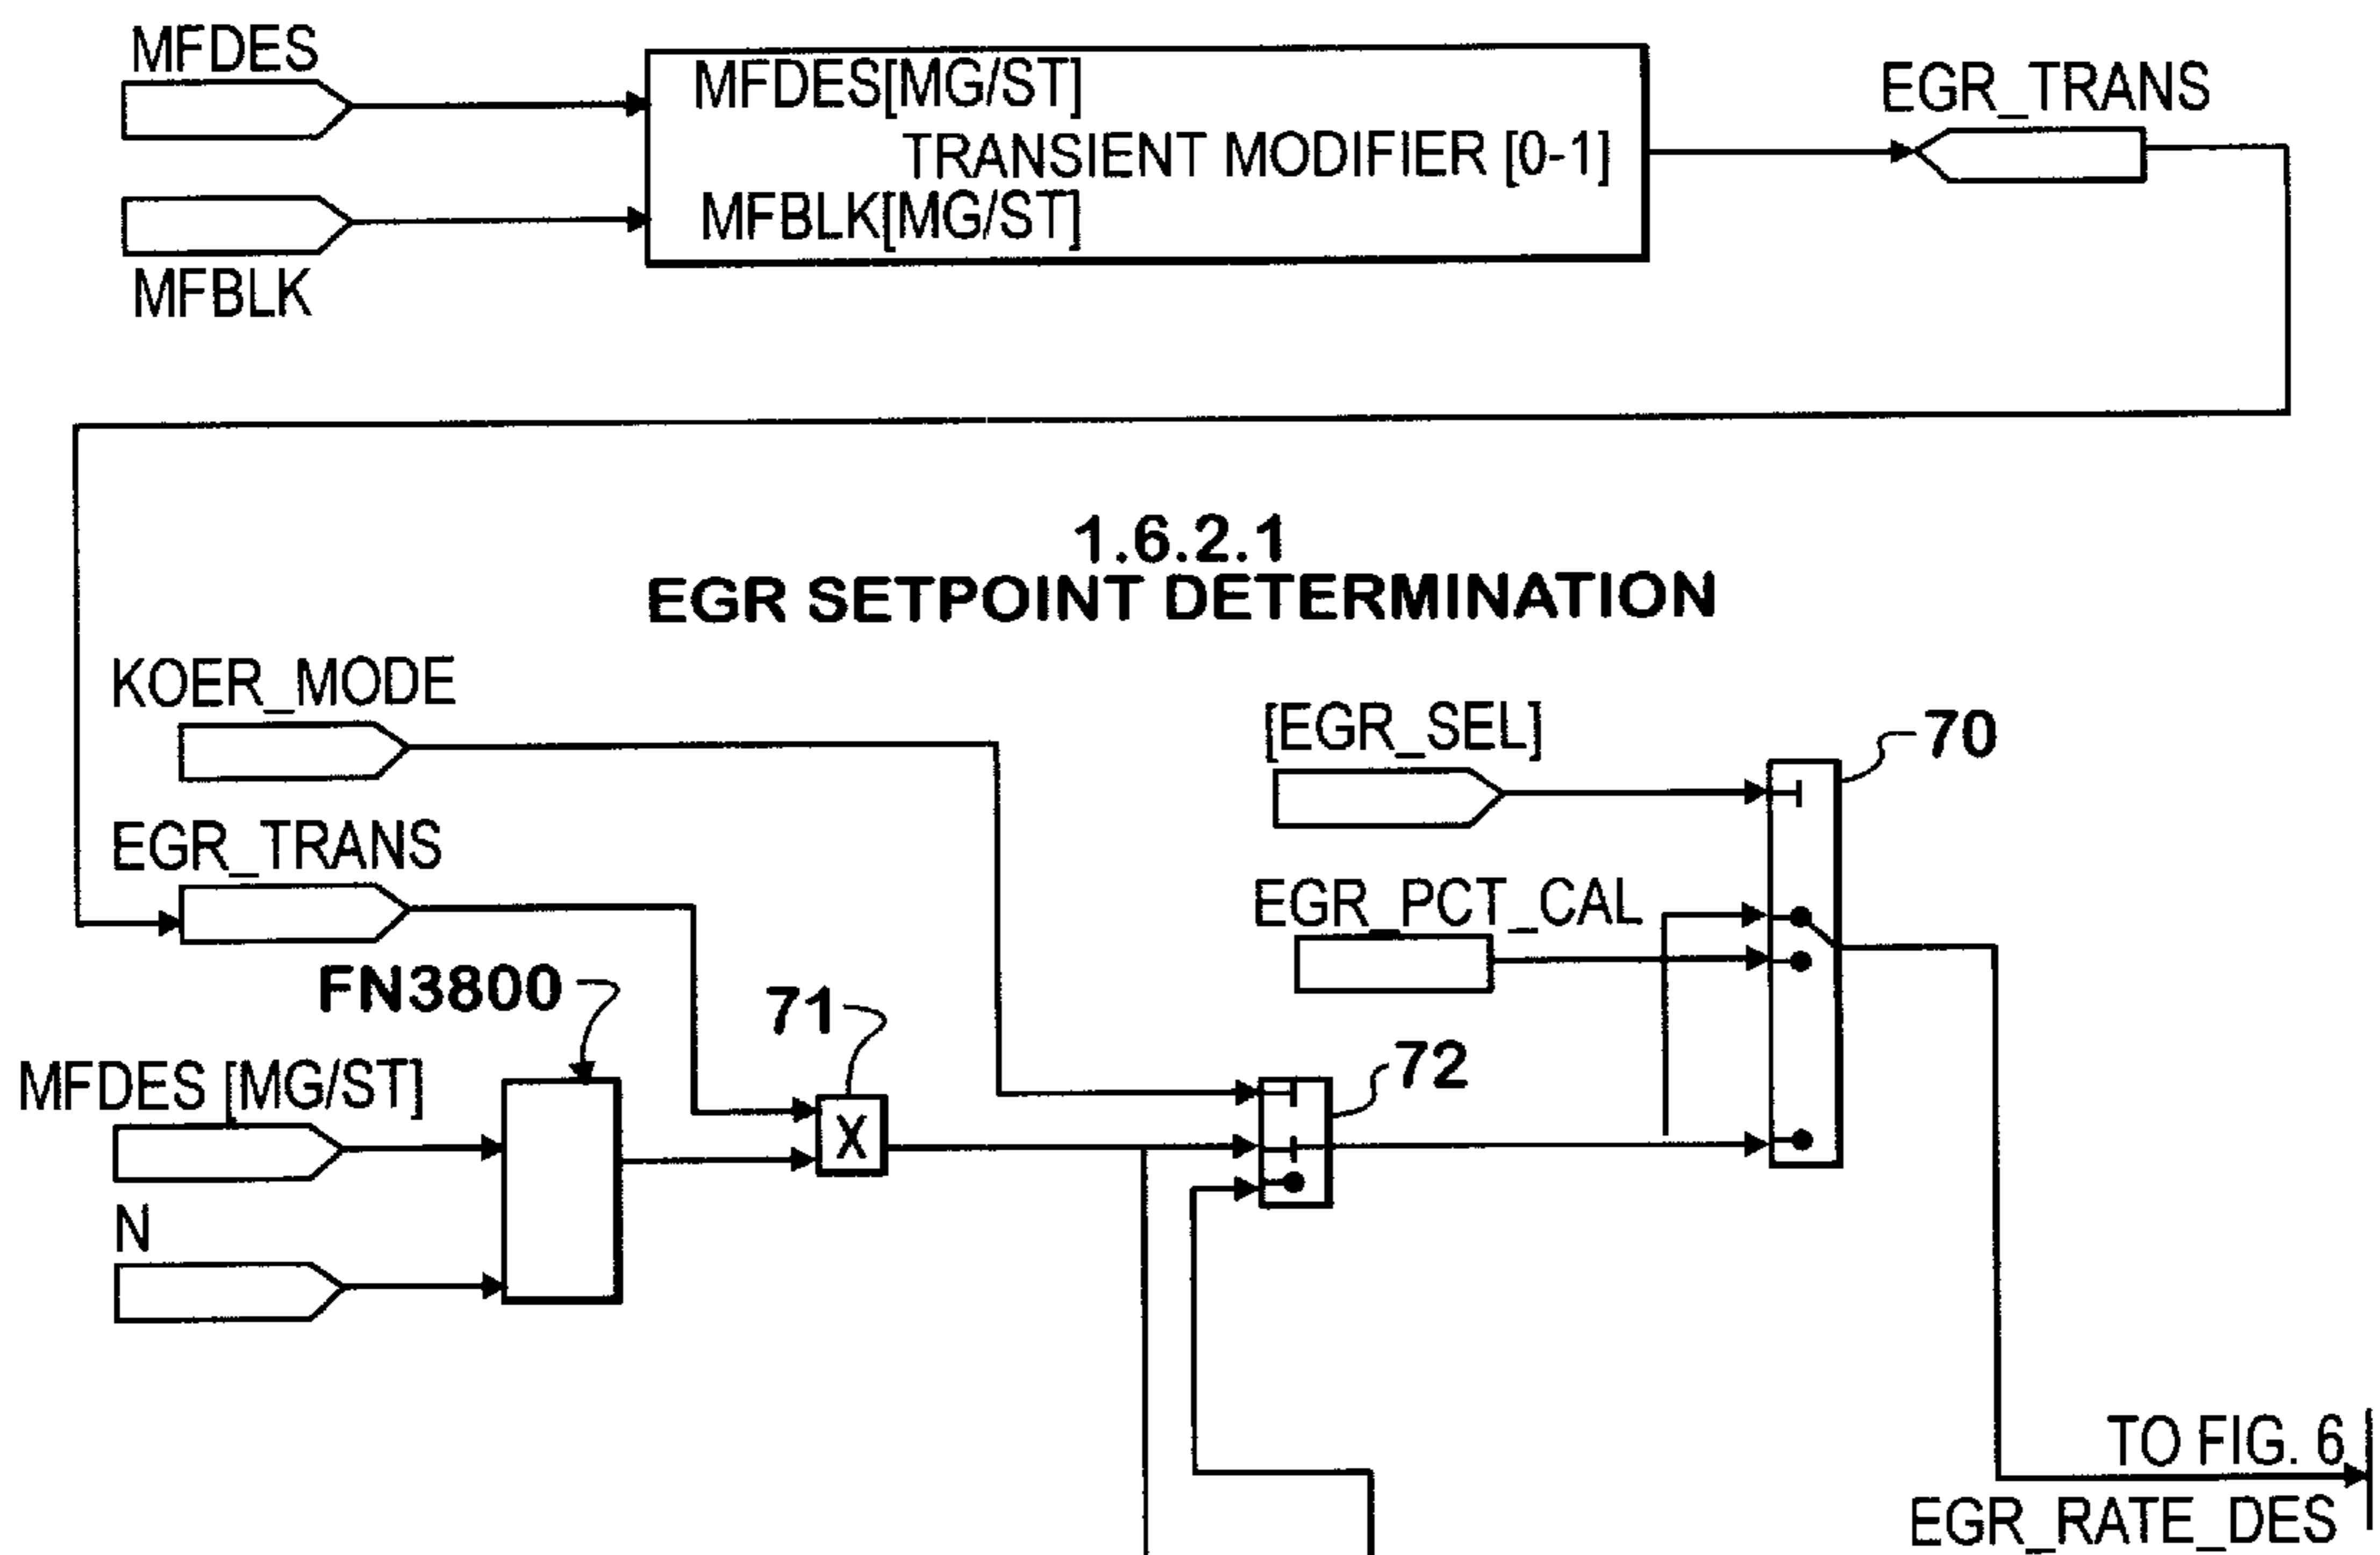 MFDES
MFDES[MG/ST]
EGR_TRANS
TRANSIENT MODIFIER [0-1]
MFBLK[MG/ST]
MFBLK
1.6.2.1
EGR SETPOINT DETERMINATION
KOER_MODE
[EGR_SEL]
70
EGR_TRANS
EGR_PCT_CAL
FN3800
71
72
MFDES [MG/ST]
X
N
TO FIG. 6
EGR_RATE_DES